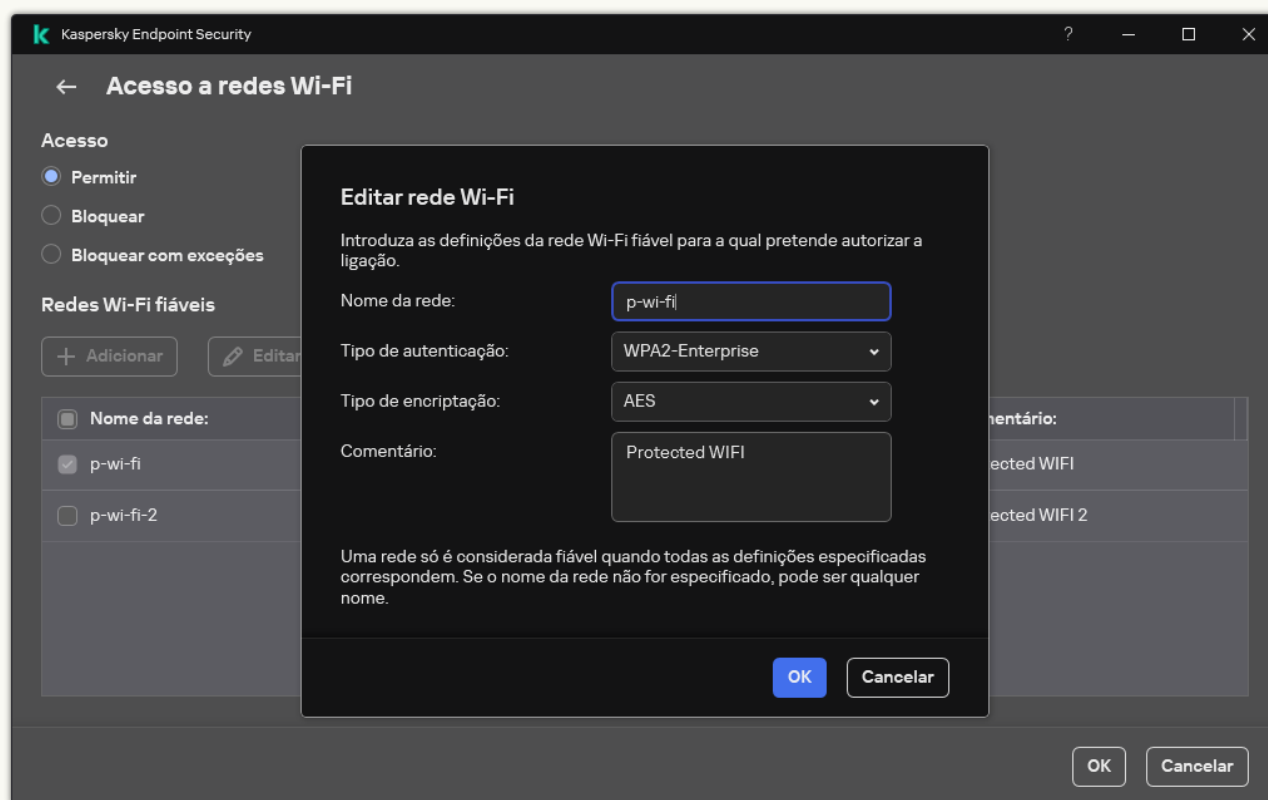 Kaspersky Endpoint Security
?
Acesso a redes Wi-Fi
Acesso
Permitir
Bloquear
Bloquear com exceções
Redes Wi-Fi fiáveis
Adicionar
Editar
Nome da rede:
mentário:
p-wi-fi
ected WIFI
p-wi-fi-2
ected WIFI 2
Editar rede Wi-Fi
Introduza as definições da rede Wi-Fi fiável para a qual pretende autorizar a
ligação.
Nome da rede:
p-wi-fi
Tipo de autenticação:
WPA2-Enterprise
Tipo de encriptação:
AES
Comentário:
Protected WIFI
Uma rede só é considerada fiável quando todas as definições especificadas
correspondem. Se o nome da rede não for especificado, pode ser qualquer
nome.
OK
Cancelar
OK
Cancelar